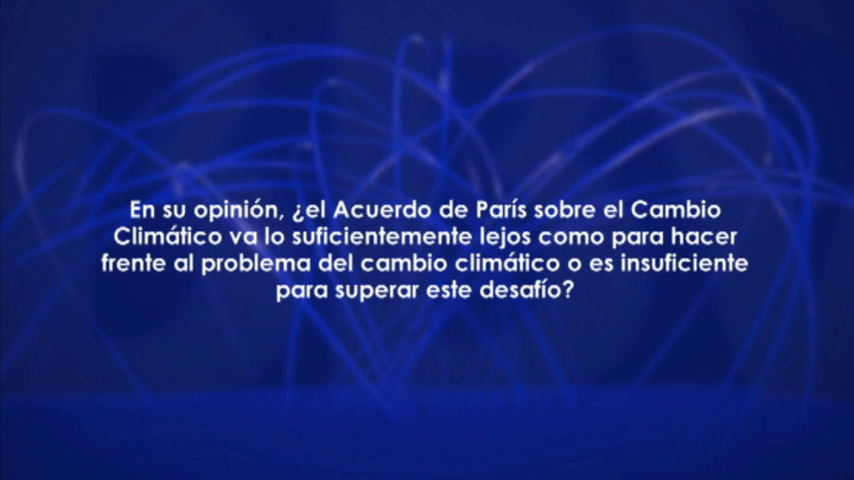 En su opinión, ¿el Acuerdo de París sobre el Cambio
Climático va lo suficientemente lejos como para hacer
frente al problema del cambio climático o es insuficiente
para superar este desafío?